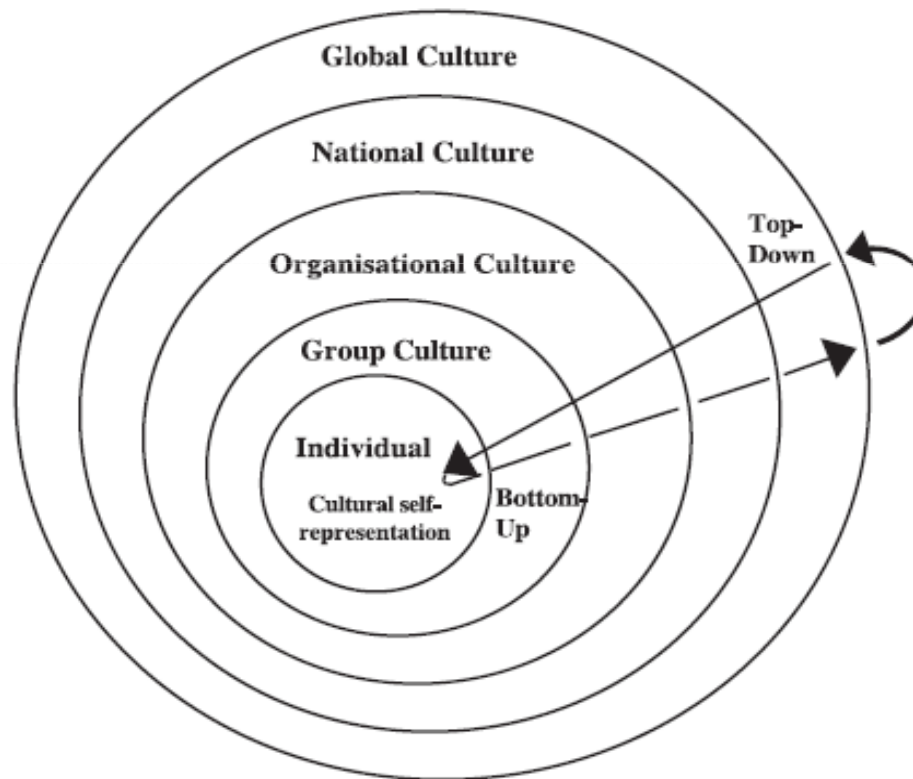 Global Culture
National Culture
Top-
Down
Organisational Culture
Group Culture
Individual
Cultural self-
representation
Bottom-
Up